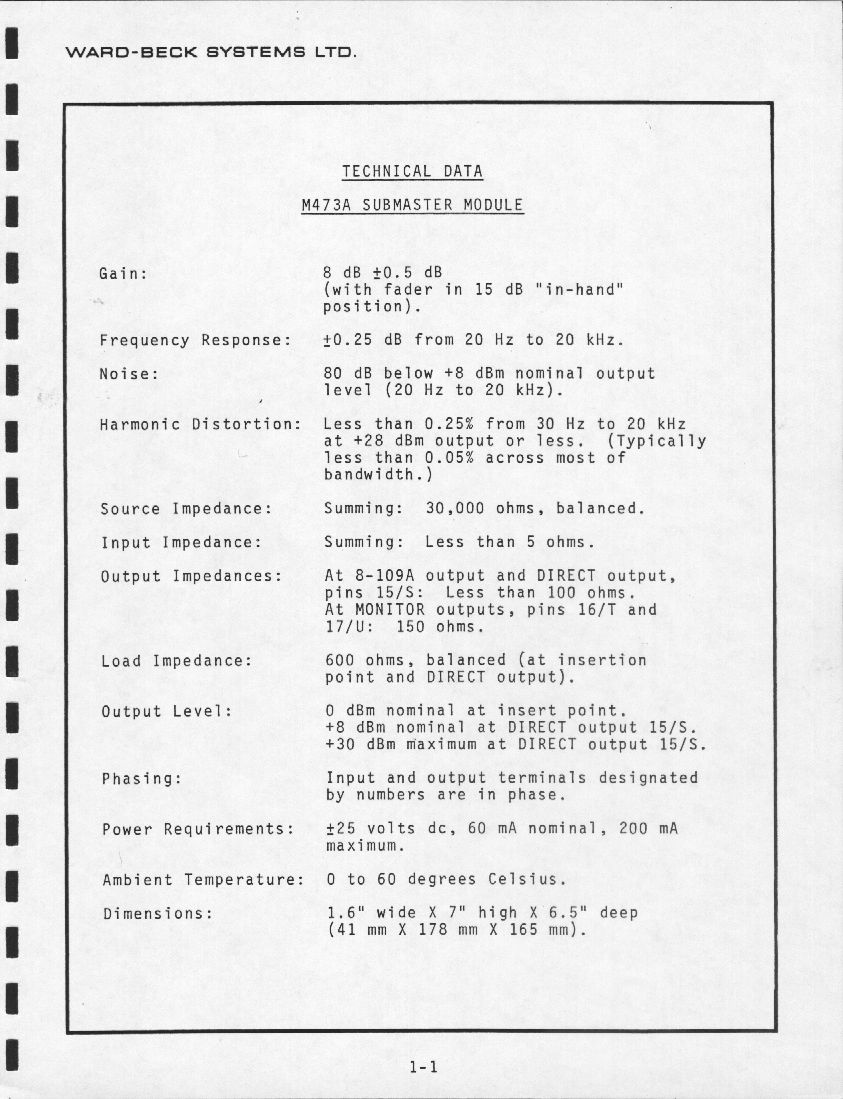 WARD-BECK SYSTEMS LTD.
TECHNICAL DATA
M473A SUBMASTER MODULE
Gain: 8 dB ±0.5 dB
(with fader in 15 dB "in-hand"
position).
Frequency Response: ±0.25 dB from 20 Hz to 20 kHz.
Noise: 80 dB below +8 dBm nominal output
level (20 Hz to 20 kHz).
Harmonic Distortion: Less than 0.25% from 30 Hz to 20 kHz
at +28 dBm output or less. (Typically
less than 0.05% across most of
bandwidth.)
Source Impedance: Summing: 30,000 ohms, balanced.
Input Impedance: Summing: Less than 5 ohms.
Output Impedances: At 8-109A output and DIRECT output,
pins 15/S: Less than 100 ohms.
At MONITOR outputs, pins 16/T and
17/U: 150 ohms.
Load Impedance: 600 ohms, balanced (at insertion
point and DIRECT output).
Output Level: 0 dBm nominal at insert point.
+8 dBm nominal at DIRECT output 15/S.
+30 dBm maximum at DIRECT output 15/S.
Phasing: Input and output terminals designated
by numbers are in phase.
Power Requirements: ±25 volts dc, 60 mA nominal, 200 mA
maximum.
Ambient Temperature: 0 to 60 degrees Celsius.
Dimensions: 1.6" wide X 7" high X 6.5" deep
(41 mm X 178 mm X 165 mm).
1-1